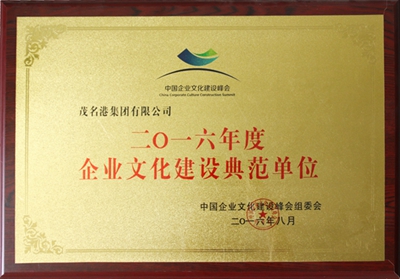 中国企业文化建设峰会
China Corporate Culture Construction Summit
茂名港集团有限公司
二〇一六年度
企业文化建设典范单位
中国企业文化建设峰会组委会
二〇一六年八月